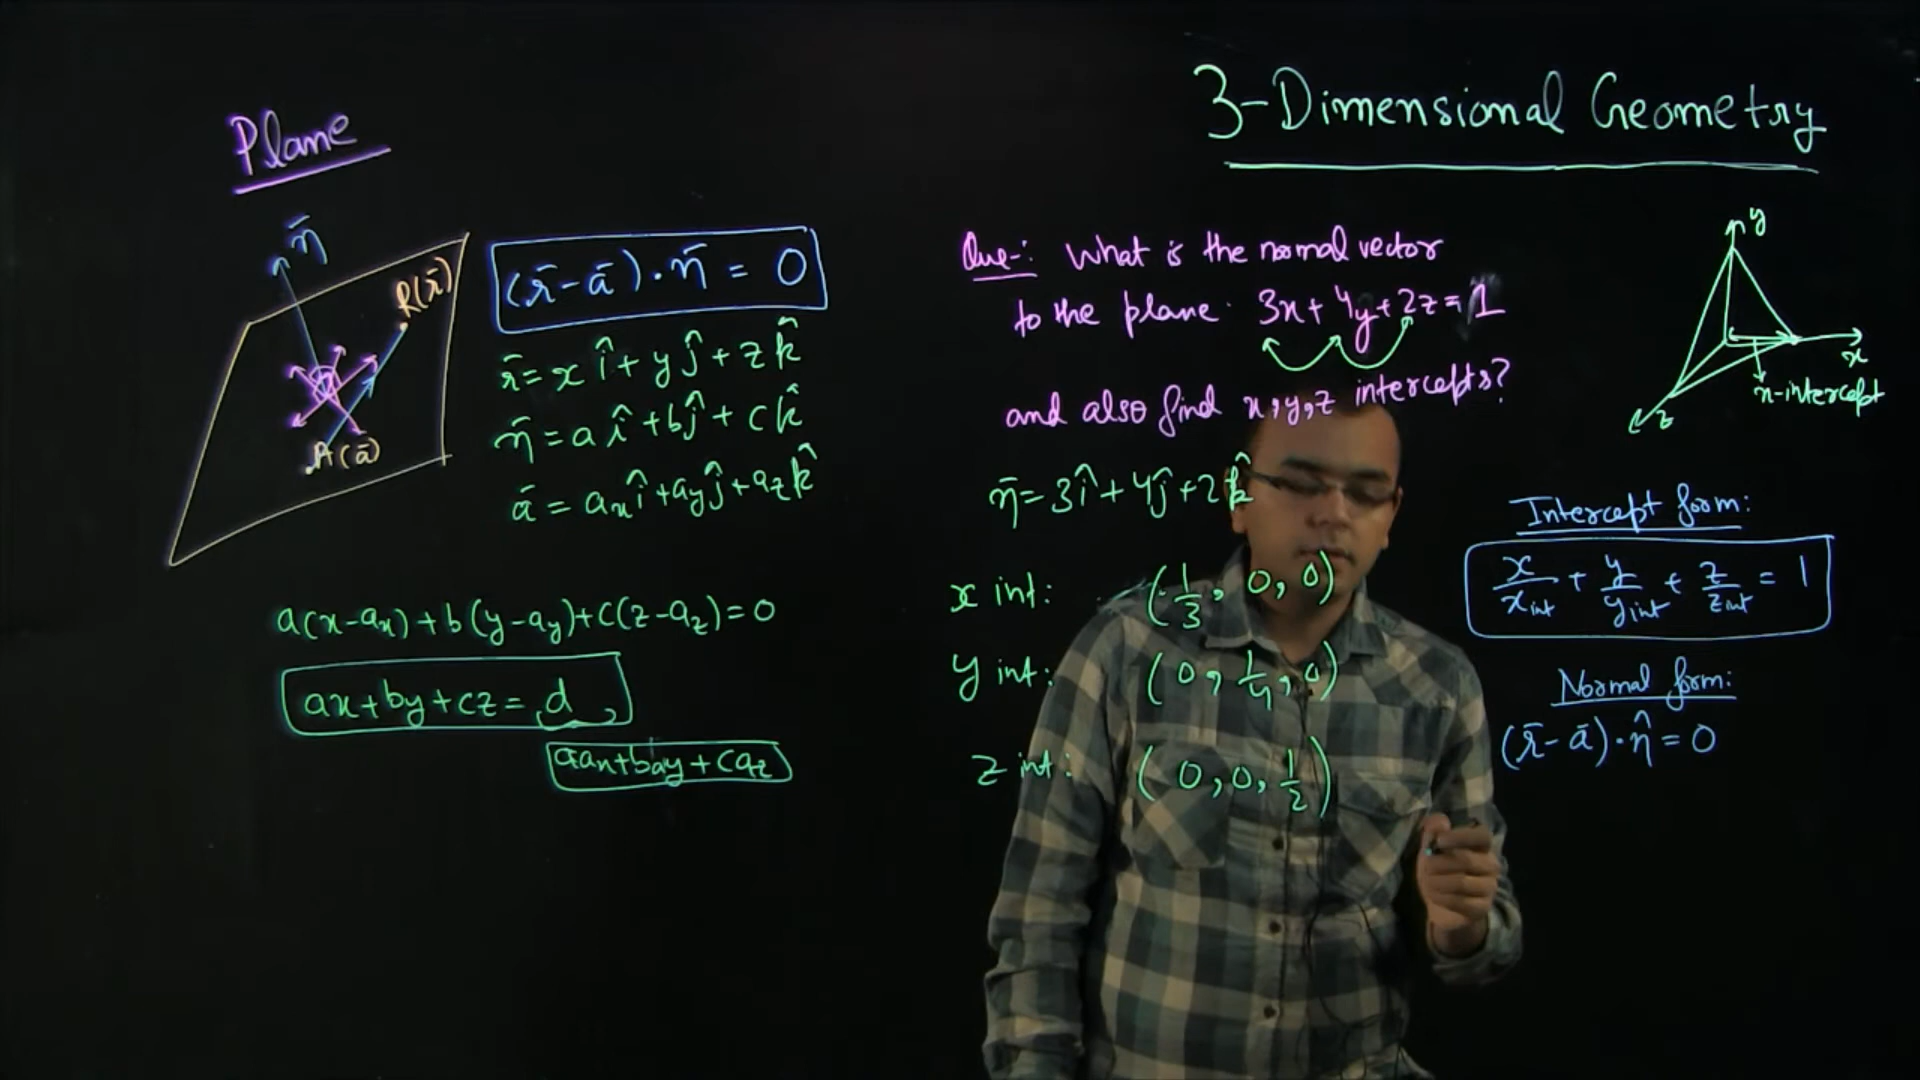 3-Dimensional Geometry
Plane
n̄
R(r̄)
A(ā)
(r̄-ā)·n̄ = 0
r̄ = x î + y ĵ + z k̂
n̄ = a î + b ĵ + c k̂
ā = aₓî + a_yĵ + a_z k̂
a(x-aₓ)+b(y-a_y)+c(z-a_z)=0
ax+by+cz = d
aaₓ+ba_y+ca_z
Que-: What is the normal vector
to the plane 3x+4y+2z=1
and also find x,y,z intercepts?
n̄ = 3î+4ĵ+2k̂
x int: (1/3, 0, 0)
y int: (0, 1/4, 0)
z int: (0, 0, 1/2)
y
x
x-intercept
z
Intercept form:
x/x_int + y/y_int + z/z_int = 1
Normal form:
(r̄-ā)·n̂ = 0